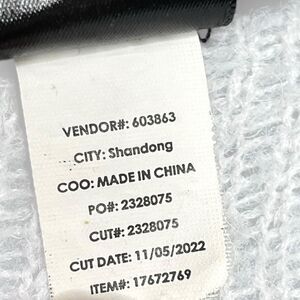 VENDOR#: 603863
CITY: Shandong
COO: MADE IN CHINA
PO#: 2328075
CUT#: 2328075
CUT DATE: 11/05/2022
ITEM#: 17672769